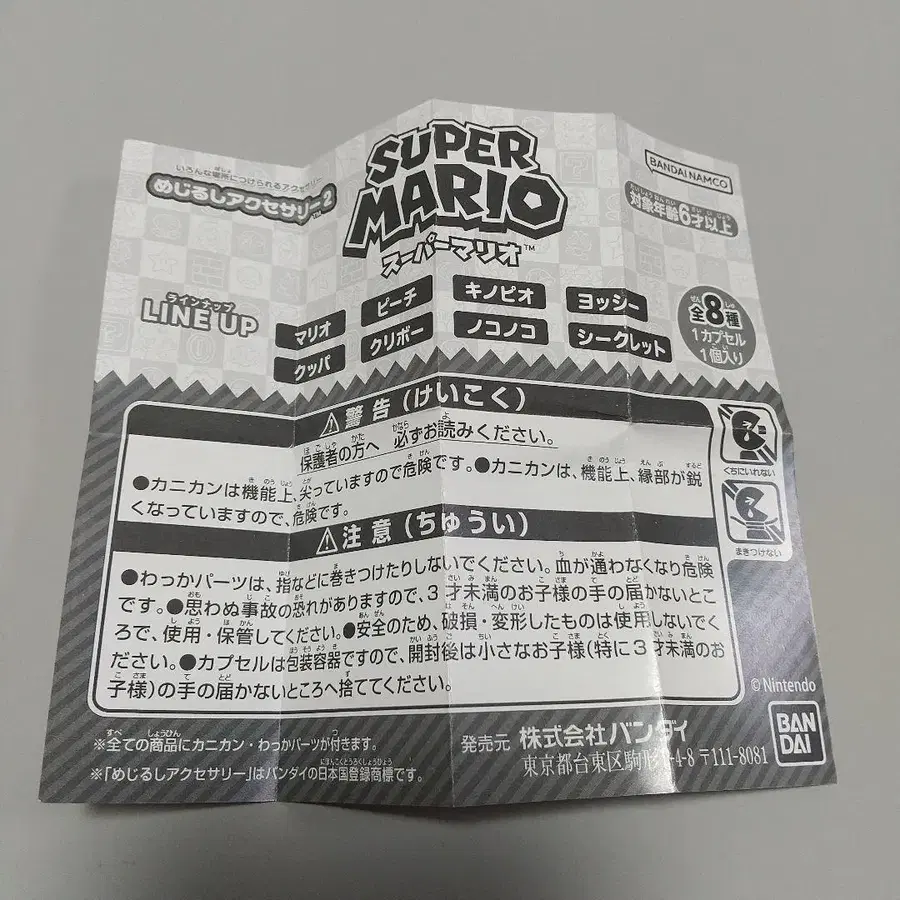 SUPER MARIO
スーパーマリオ™
BANDAI NAMCO
いろんな場所につけられるアクセサリー
めじるしアクセサリー2™
対象年齢6才以上
ラインナップ
LINE UP
マリオ ピーチ キノピオ ヨッシー
クッパ クリボー ノコノコ シークレット
全8種
1カプセル
1個入り
⚠警告(けいこく)
保護者の方へ 必ずお読みください。
●カニカンは機能上、尖っていますので危険です。●カニカンは、機能上、縁部が鋭
くなっていますので、危険です。
くちにいれない
まきつけない
⚠注意(ちゅうい)
●わっかパーツは、指などに巻きつけたりしないでください。血が通わなくなり危険
です。●思わぬ事故の恐れがありますので、3才未満のお子様の手の届かないとこ
ろで、使用・保管してください。●安全のため、破損・変形したものは使用しないでく
ださい。●カプセルは包装容器ですので、開封後は小さなお子様(特に3才未満のお
子様)の手の届かないところへ捨ててください。
©Nintendo
※全ての商品にカニカン・わっかパーツが付きます。
※「めじるしアクセサリー」はバンダイの日本国登録商標です。
発売元 株式会社バンダイ
東京都台東区駒形1-4-8 〒111-8081
BAN
DAI